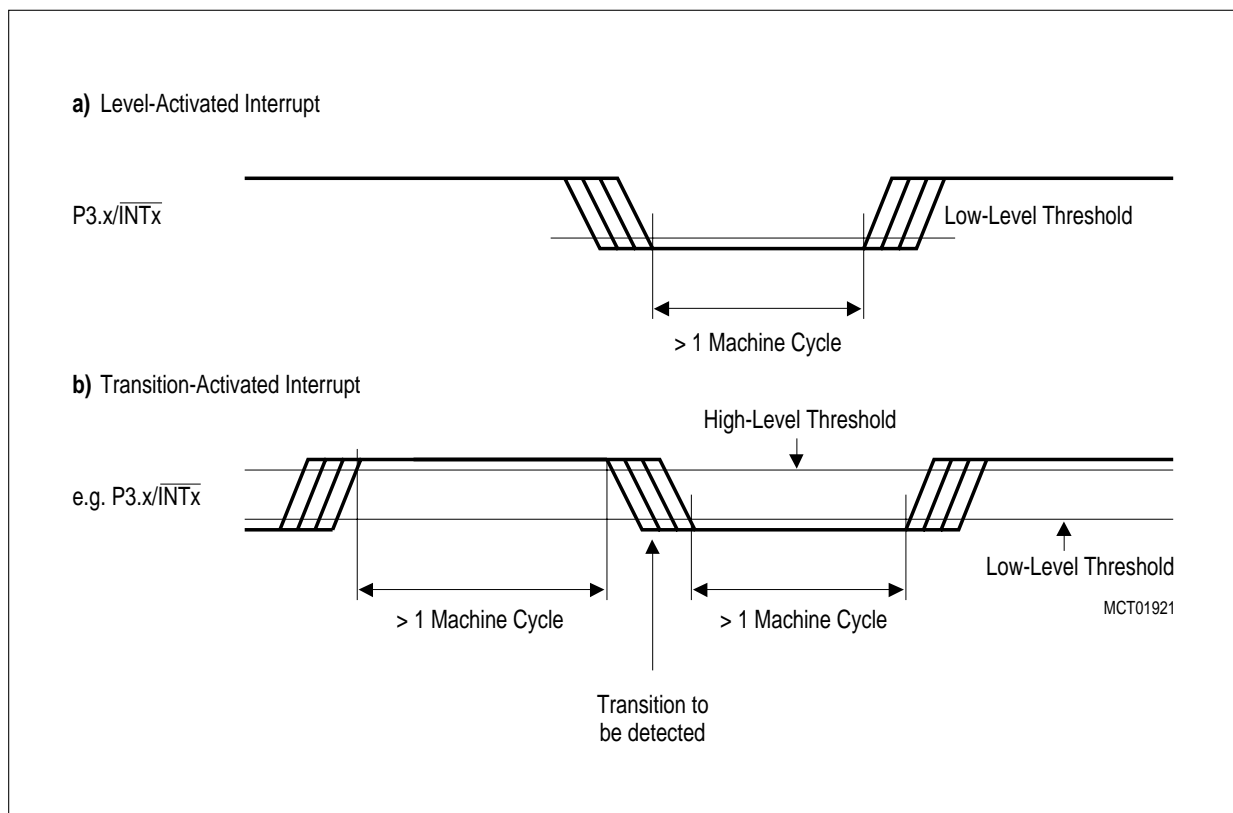 a) Level-Activated Interrupt
P3.x/INTx
Low-Level Threshold
> 1 Machine Cycle
b) Transition-Activated Interrupt
High-Level Threshold
e.g. P3.x/INTx
Low-Level Threshold
MCT01921
> 1 Machine Cycle
> 1 Machine Cycle
Transition to
be detected